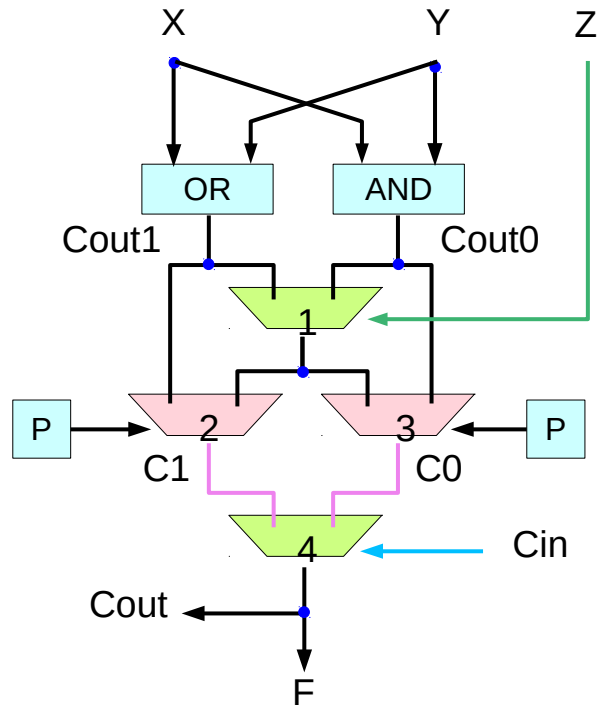 X Y Z
OR AND
Cout1 Cout0
1
P 2 3 P
C1 C0
4 Cin
Cout
F